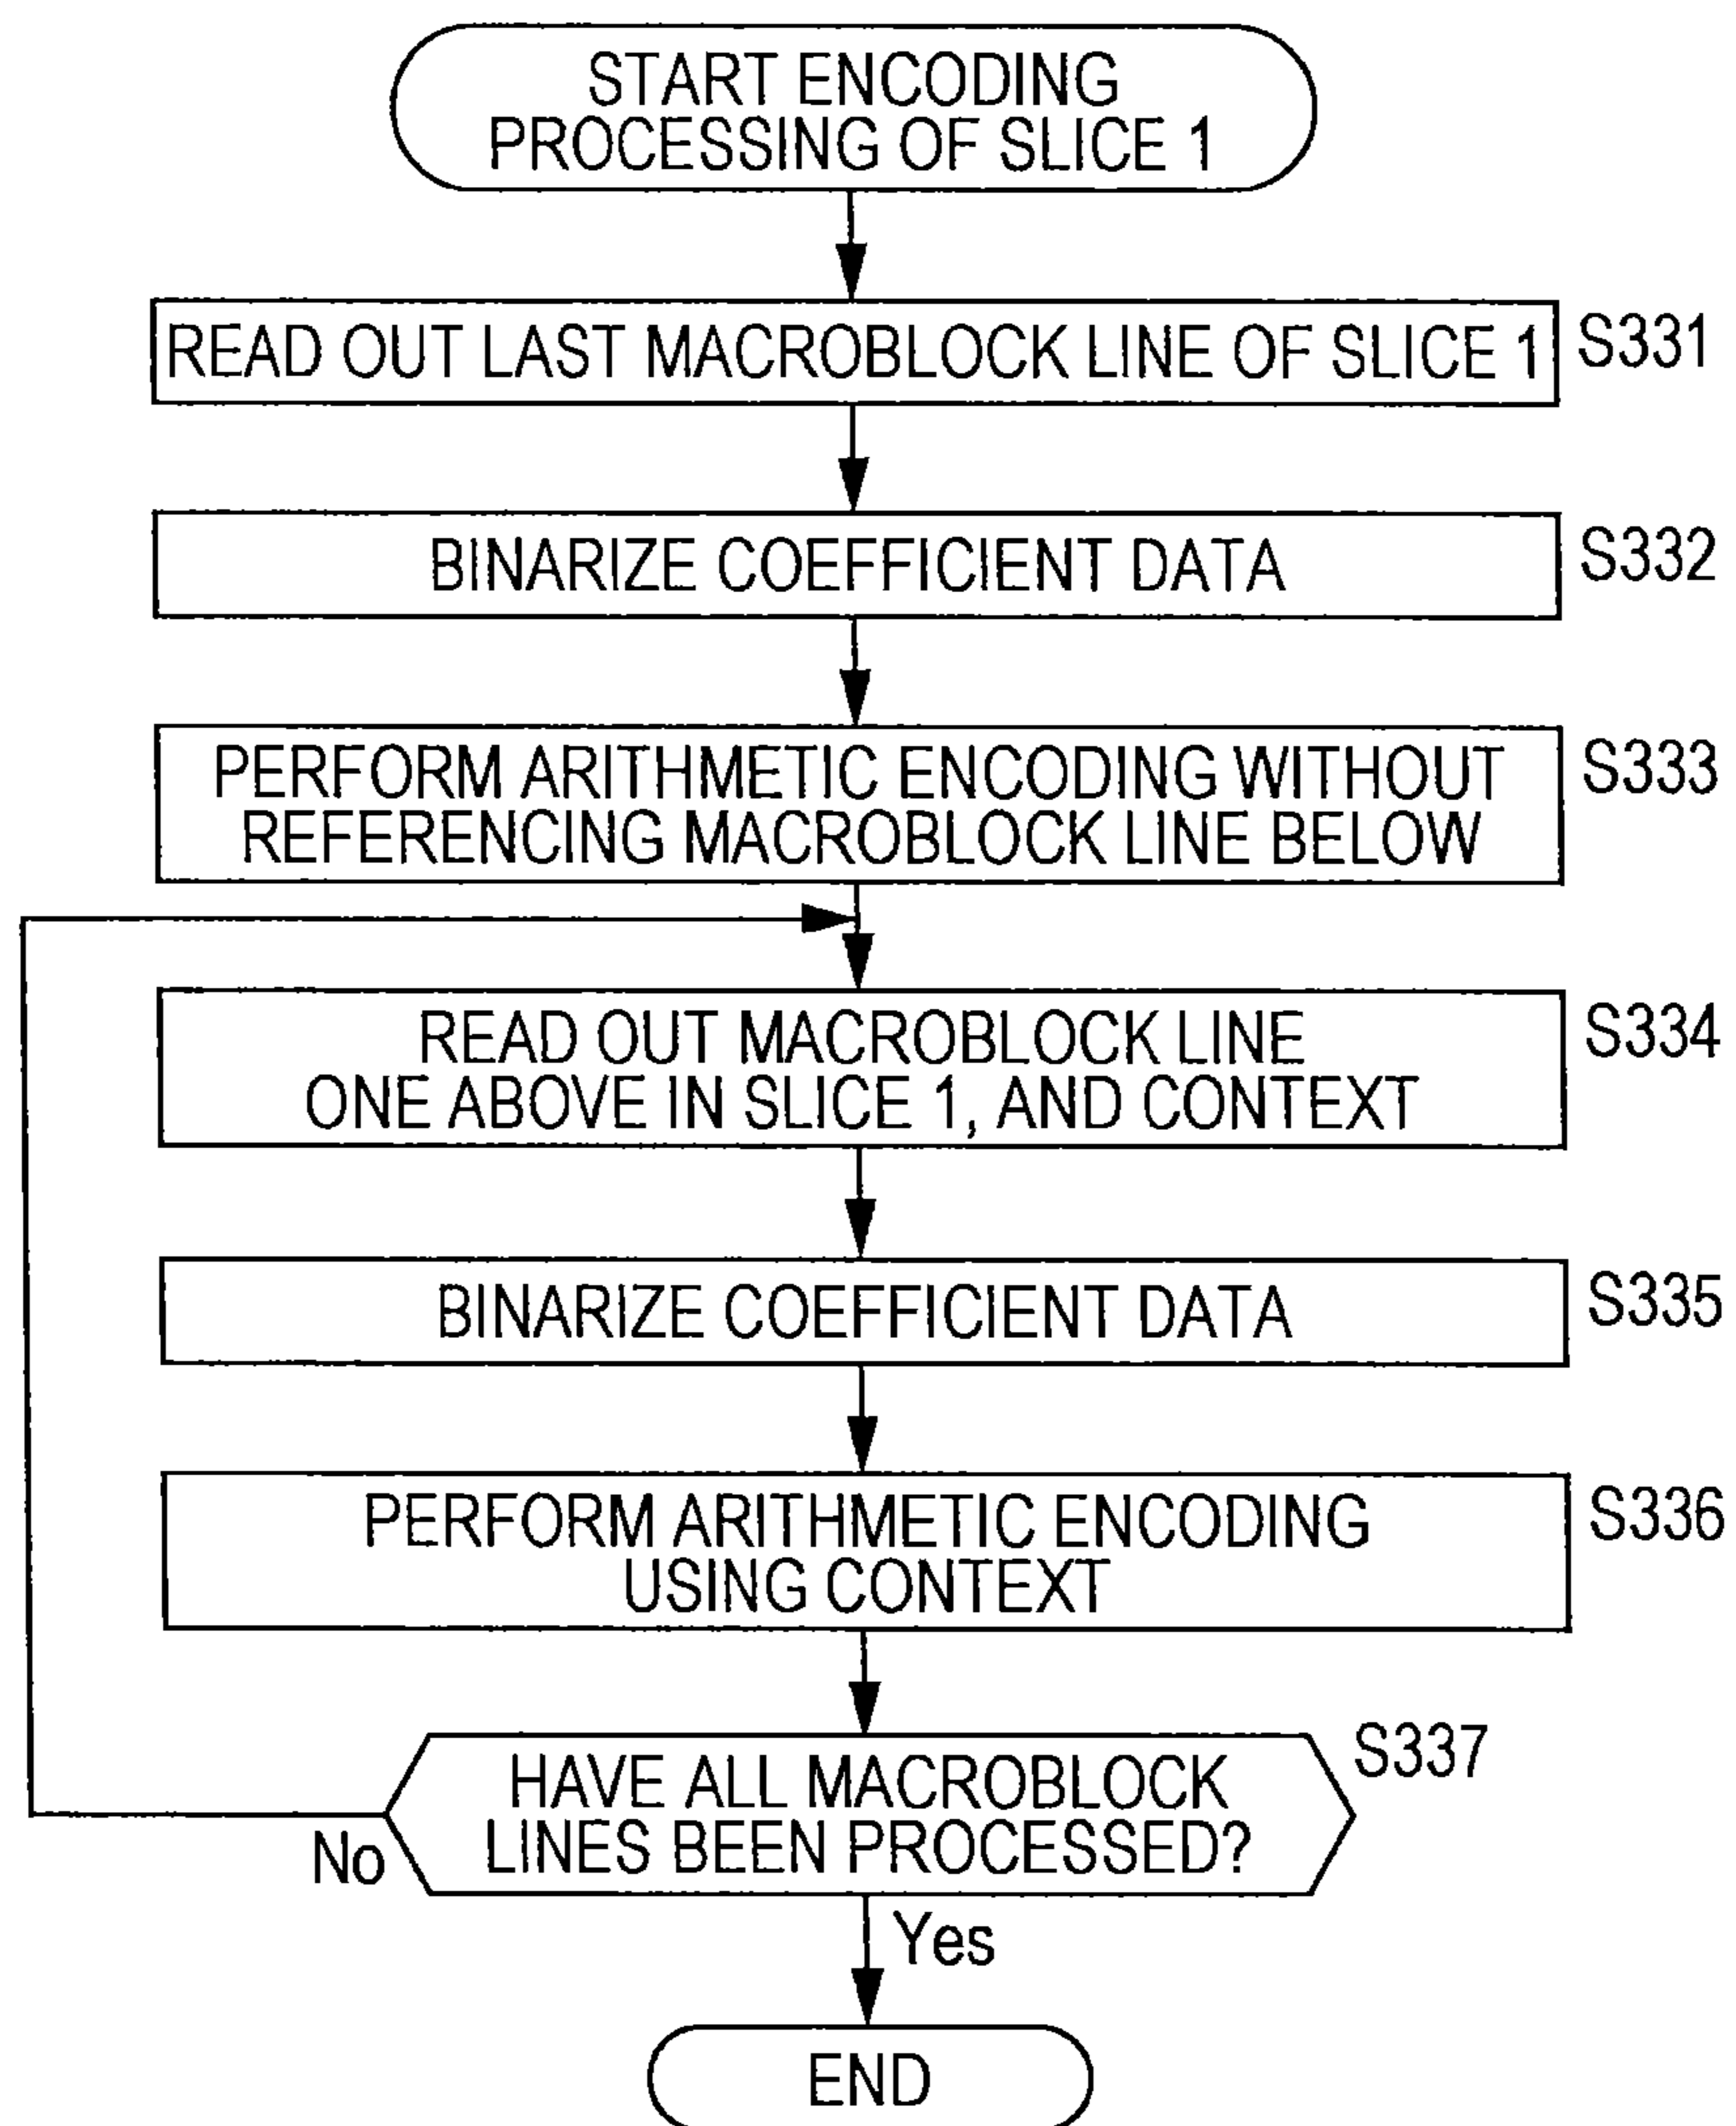 START ENCODING
PROCESSING OF SLICE 1
READ OUT LAST MACROBLOCK LINE OF SLICE 1
S331
BINARIZE COEFFICIENT DATA
S332
PERFORM ARITHMETIC ENCODING WITHOUT
REFERENCING MACROBLOCK LINE BELOW
S333
READ OUT MACROBLOCK LINE
ONE ABOVE IN SLICE 1, AND CONTEXT
S334
BINARIZE COEFFICIENT DATA
S335
PERFORM ARITHMETIC ENCODING
USING CONTEXT
S336
HAVE ALL MACROBLOCK
LINES BEEN PROCESSED?
S337
No
Yes
END